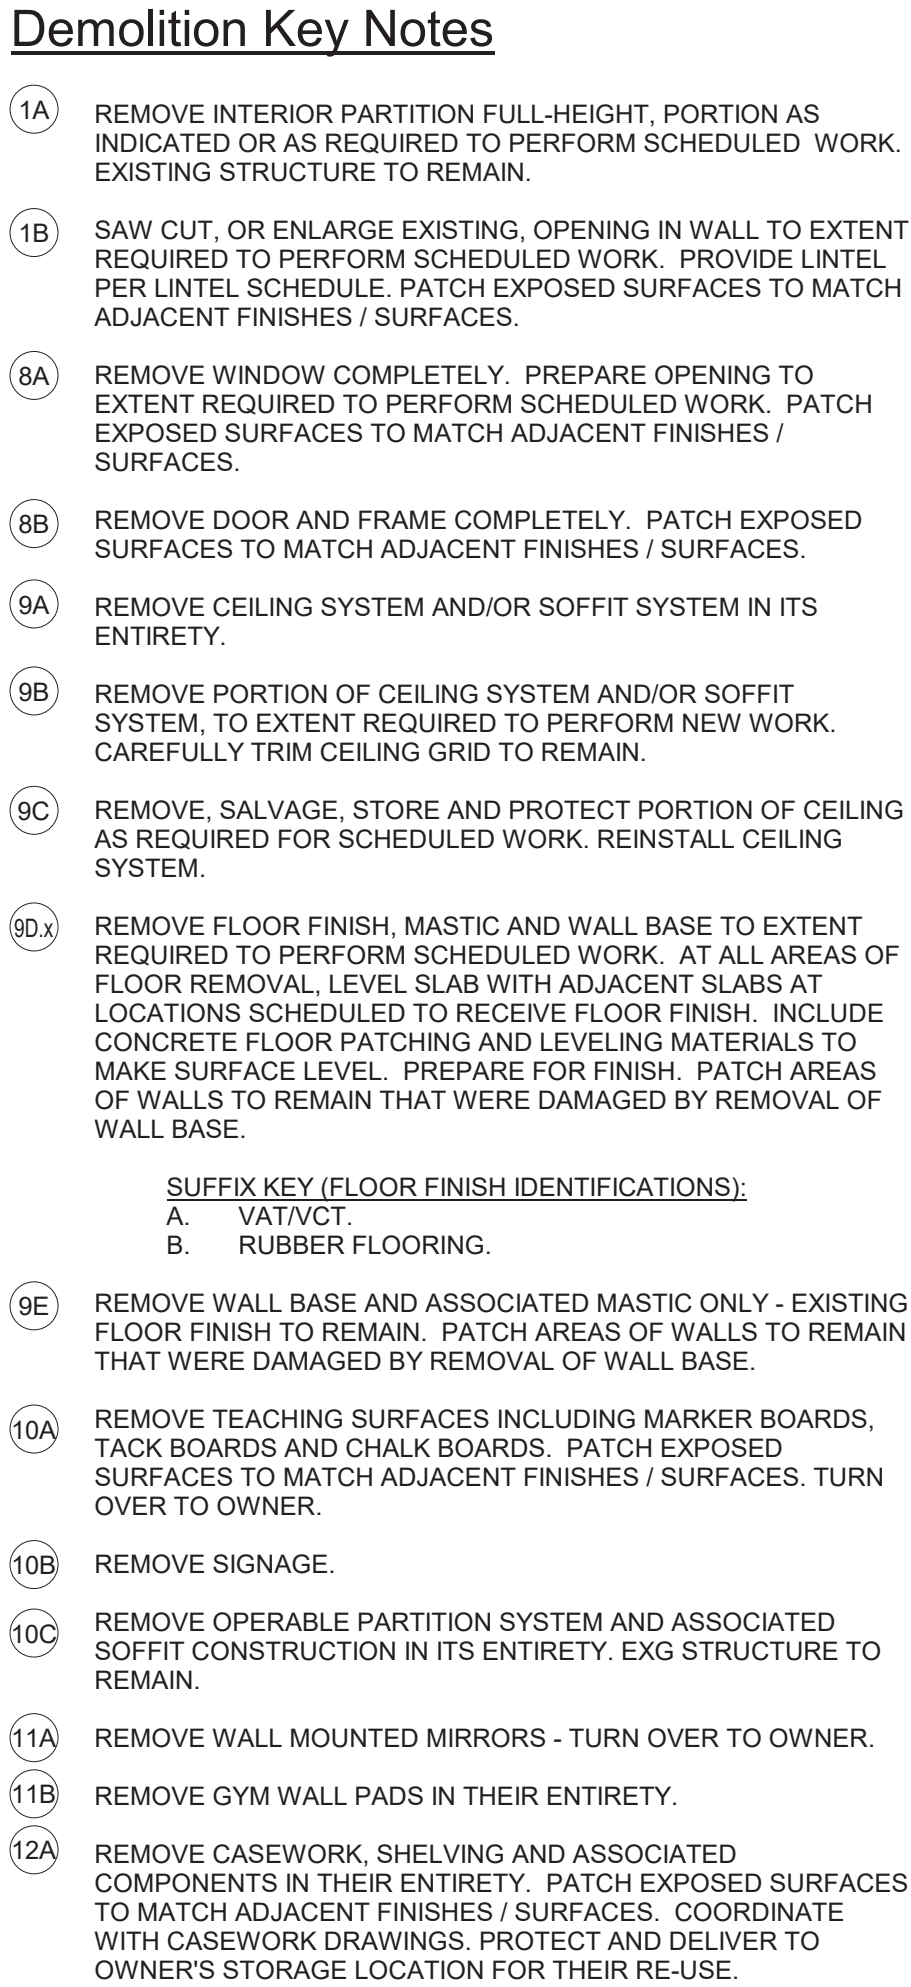 Demolition Key Notes
1A REMOVE INTERIOR PARTITION FULL-HEIGHT, PORTION AS
INDICATED OR AS REQUIRED TO PERFORM SCHEDULED WORK.
EXISTING STRUCTURE TO REMAIN.
1B SAW CUT, OR ENLARGE EXISTING, OPENING IN WALL TO EXTENT
REQUIRED TO PERFORM SCHEDULED WORK. PROVIDE LINTEL
PER LINTEL SCHEDULE. PATCH EXPOSED SURFACES TO MATCH
ADJACENT FINISHES / SURFACES.
8A REMOVE WINDOW COMPLETELY. PREPARE OPENING TO
EXTENT REQUIRED TO PERFORM SCHEDULED WORK. PATCH
EXPOSED SURFACES TO MATCH ADJACENT FINISHES /
SURFACES.
8B REMOVE DOOR AND FRAME COMPLETELY. PATCH EXPOSED
SURFACES TO MATCH ADJACENT FINISHES / SURFACES.
9A REMOVE CEILING SYSTEM AND/OR SOFFIT SYSTEM IN ITS
ENTIRETY.
9B REMOVE PORTION OF CEILING SYSTEM AND/OR SOFFIT
SYSTEM, TO EXTENT REQUIRED TO PERFORM NEW WORK.
CAREFULLY TRIM CEILING GRID TO REMAIN.
9C REMOVE, SALVAGE, STORE AND PROTECT PORTION OF CEILING
AS REQUIRED FOR SCHEDULED WORK. REINSTALL CEILING
SYSTEM.
9D.x REMOVE FLOOR FINISH, MASTIC AND WALL BASE TO EXTENT
REQUIRED TO PERFORM SCHEDULED WORK. AT ALL AREAS OF
FLOOR REMOVAL, LEVEL SLAB WITH ADJACENT SLABS AT
LOCATIONS SCHEDULED TO RECEIVE FLOOR FINISH. INCLUDE
CONCRETE FLOOR PATCHING AND LEVELING MATERIALS TO
MAKE SURFACE LEVEL. PREPARE FOR FINISH. PATCH AREAS
OF WALLS TO REMAIN THAT WERE DAMAGED BY REMOVAL OF
WALL BASE.
SUFFIX KEY (FLOOR FINISH IDENTIFICATIONS):
A. VAT/VCT.
B. RUBBER FLOORING.
9E REMOVE WALL BASE AND ASSOCIATED MASTIC ONLY - EXISTING
FLOOR FINISH TO REMAIN. PATCH AREAS OF WALLS TO REMAIN
THAT WERE DAMAGED BY REMOVAL OF WALL BASE.
10A REMOVE TEACHING SURFACES INCLUDING MARKER BOARDS,
TACK BOARDS AND CHALK BOARDS. PATCH EXPOSED
SURFACES TO MATCH ADJACENT FINISHES / SURFACES. TURN
OVER TO OWNER.
10B REMOVE SIGNAGE.
10C REMOVE OPERABLE PARTITION SYSTEM AND ASSOCIATED
SOFFIT CONSTRUCTION IN ITS ENTIRETY. EXG STRUCTURE TO
REMAIN.
11A REMOVE WALL MOUNTED MIRRORS - TURN OVER TO OWNER.
11B REMOVE GYM WALL PADS IN THEIR ENTIRETY.
12A REMOVE CASEWORK, SHELVING AND ASSOCIATED
COMPONENTS IN THEIR ENTIRETY. PATCH EXPOSED SURFACES
TO MATCH ADJACENT FINISHES / SURFACES. COORDINATE
WITH CASEWORK DRAWINGS. PROTECT AND DELIVER TO
OWNER'S STORAGE LOCATION FOR THEIR RE-USE.